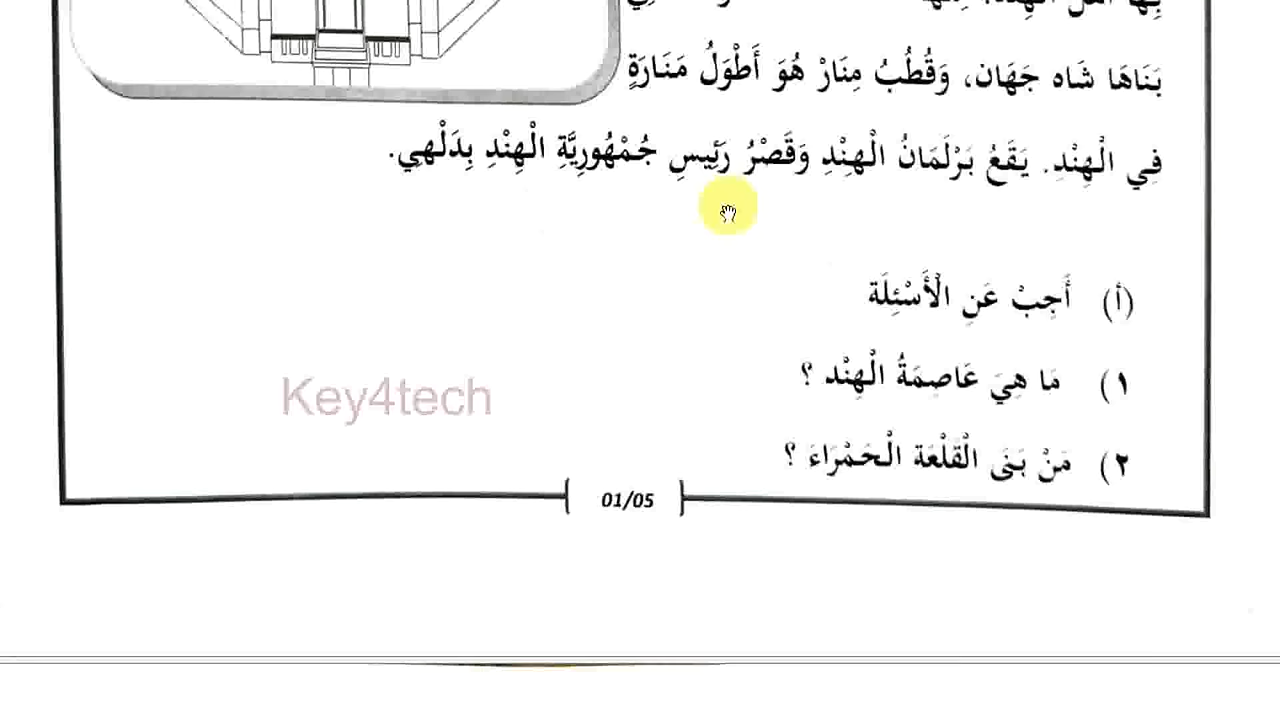 بَنَاهَا شَاه جَهَان، وَقُطُبُ مِنَارْ هُوَ أَطْوَلُ مَنَارَةٍ
فِي الْهِنْدِ. يَقَعُ بَرْلَمَانُ الْهِنْدِ وَقَصْرُ رَئِيسِ جُمْهُورِيَّةِ الْهِنْدِ بِدَلْهِي.
(أ) أَجِبْ عَنِ الْأَسْئِلَة
١) مَا هِيَ عَاصِمَةُ الْهِنْد ؟
Key4tech
٢) مَنْ بَنَى الْقَلْعَة الْحَمْرَاءَ ؟
01/05